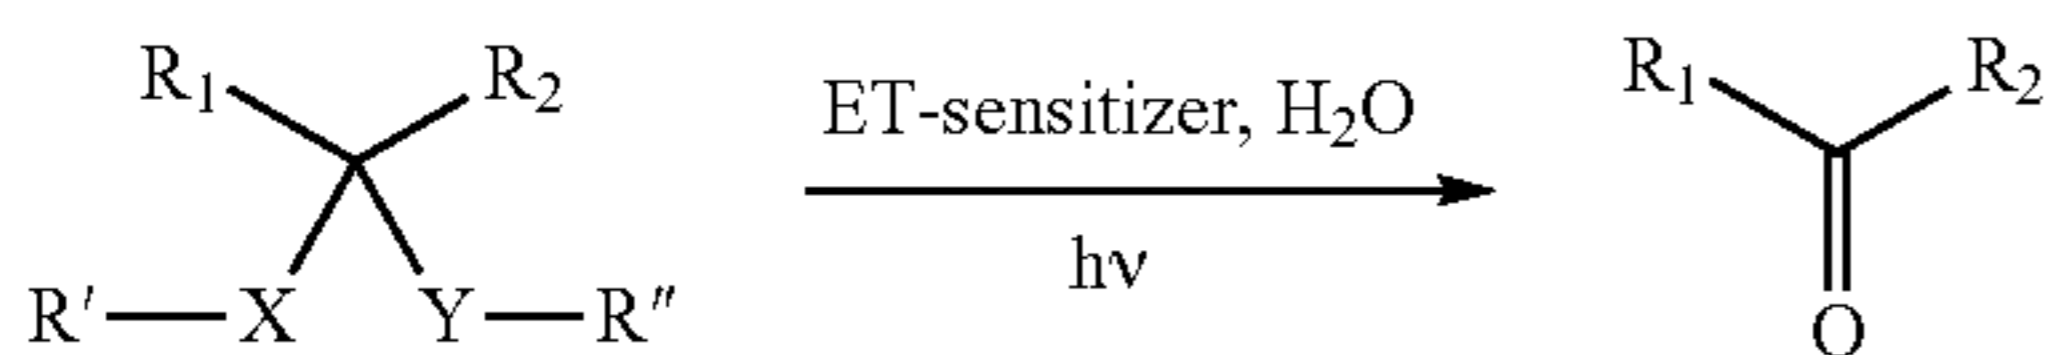 R₁ R₂ ET-sensitizer, H₂O R₁ R₂
hν
R′ X Y R″ O